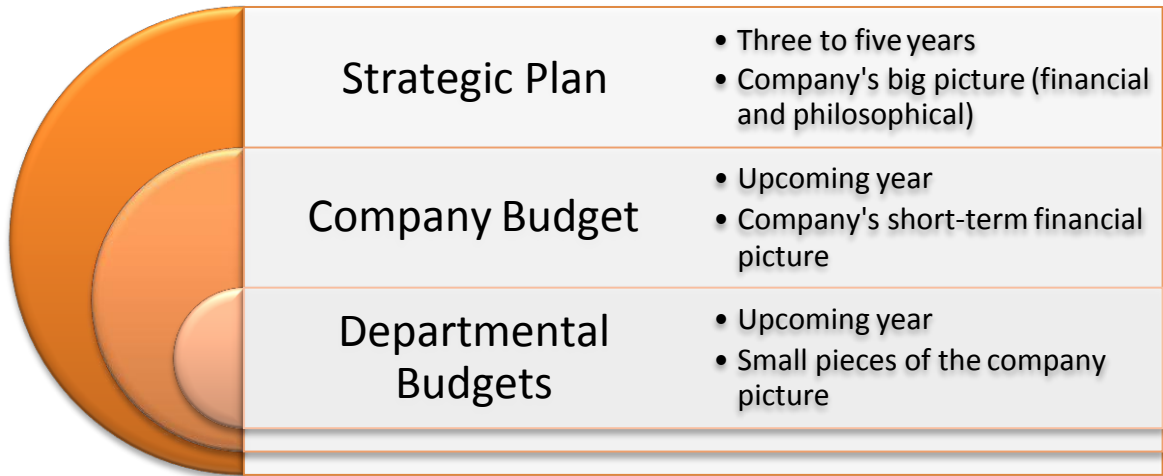 Strategic Plan
• Three to five years
• Company's big picture (financial
and philosophical)
Company Budget
• Upcoming year
• Company's short-term financial
picture
Departmental
Budgets
• Upcoming year
• Small pieces of the company
picture